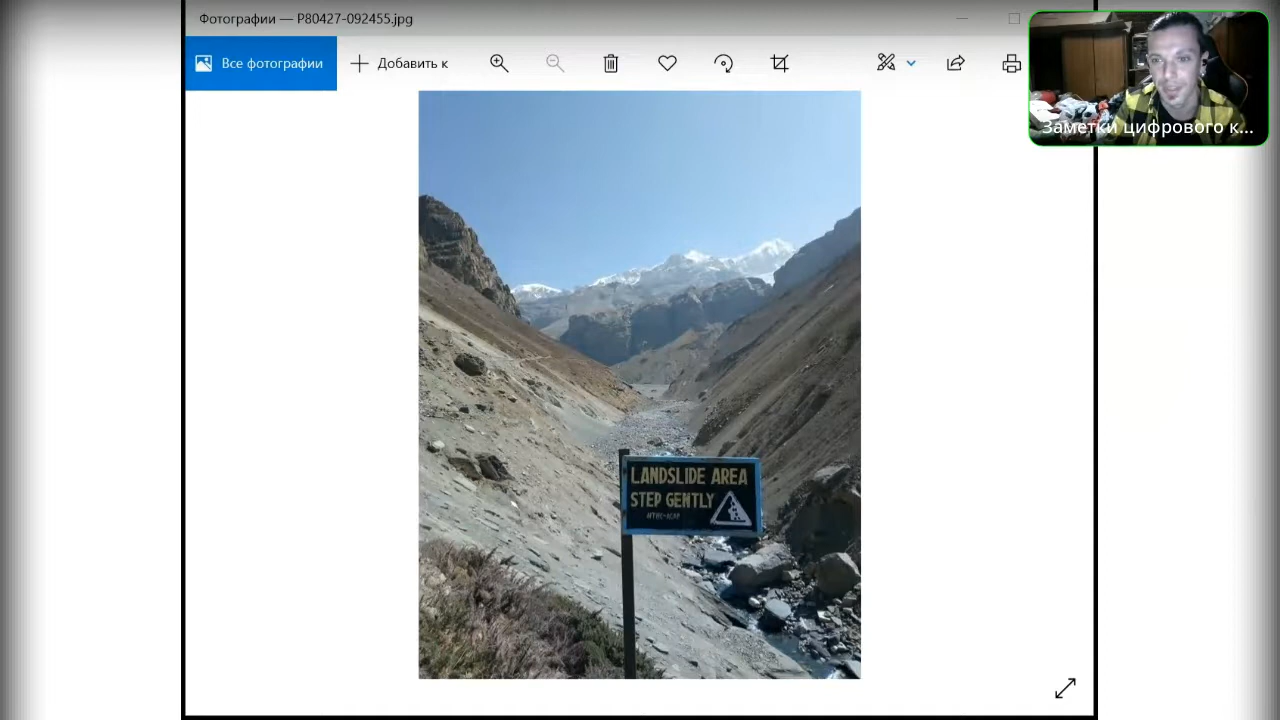 Фотографии — P80427-092455.jpg
Все фотографии
Добавить к
Заметки цифрового к...
LANDSLIDE AREA
STEP GENTLY